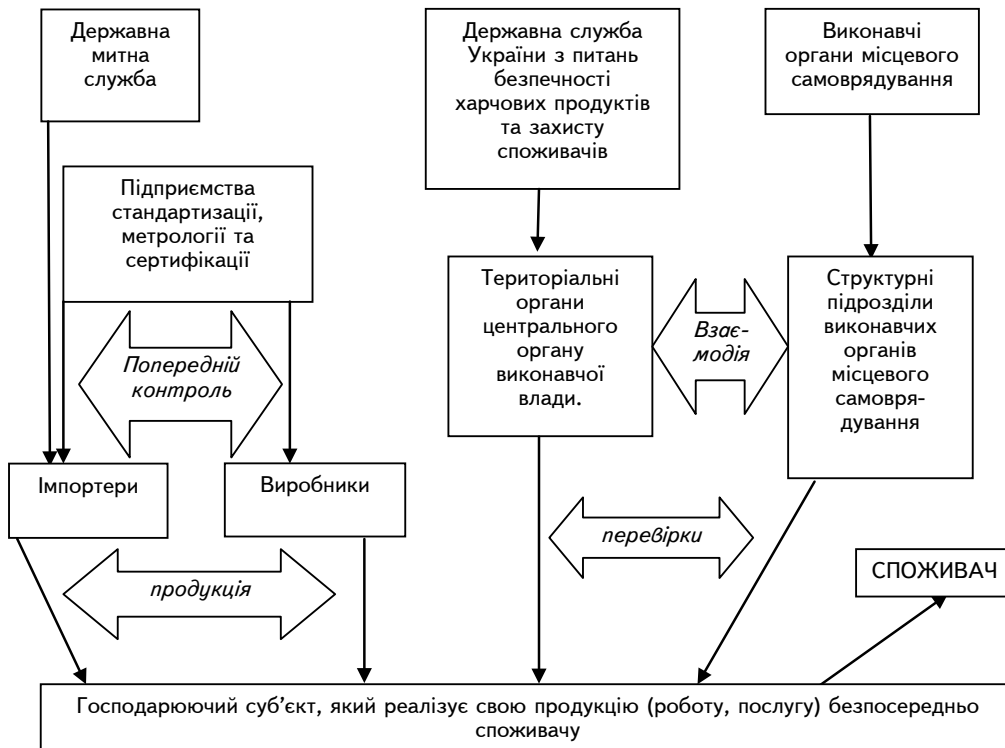 Державна
митна
служба
Державна служба
України з питань
безпечності
харчових продуктів
та захисту
споживачів
Виконавчі
органи місцевого
самоврядування
Підприємства
стандартизації,
метрології та
сертифікації
Територіальні
органи
центрального
органу
виконавчої
влади.
Взає-
модія
Структурні
підрозділи
виконавчих
органів
місцевого
самовря-
дування
Попередній
контроль
Імпортери
Виробники
перевірки
продукція
СПОЖИВАЧ
Господарюючий суб’єкт, який реалізує свою продукцію (роботу, послугу) безпосередньо
споживачу